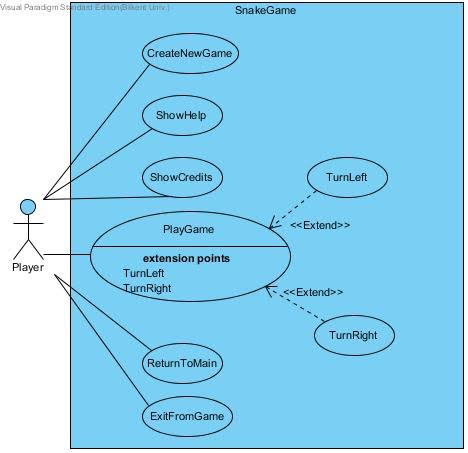 Visual Paradigm Standard Edition(Bilkent Univ.)
SnakeGame
CreateNewGame
ShowHelp
ShowCredits
TurnLeft
<<Extend>>
PlayGame
extension points
TurnLeft
TurnRight
Player
<<Extend>>
TurnRight
ReturnToMain
ExitFromGame